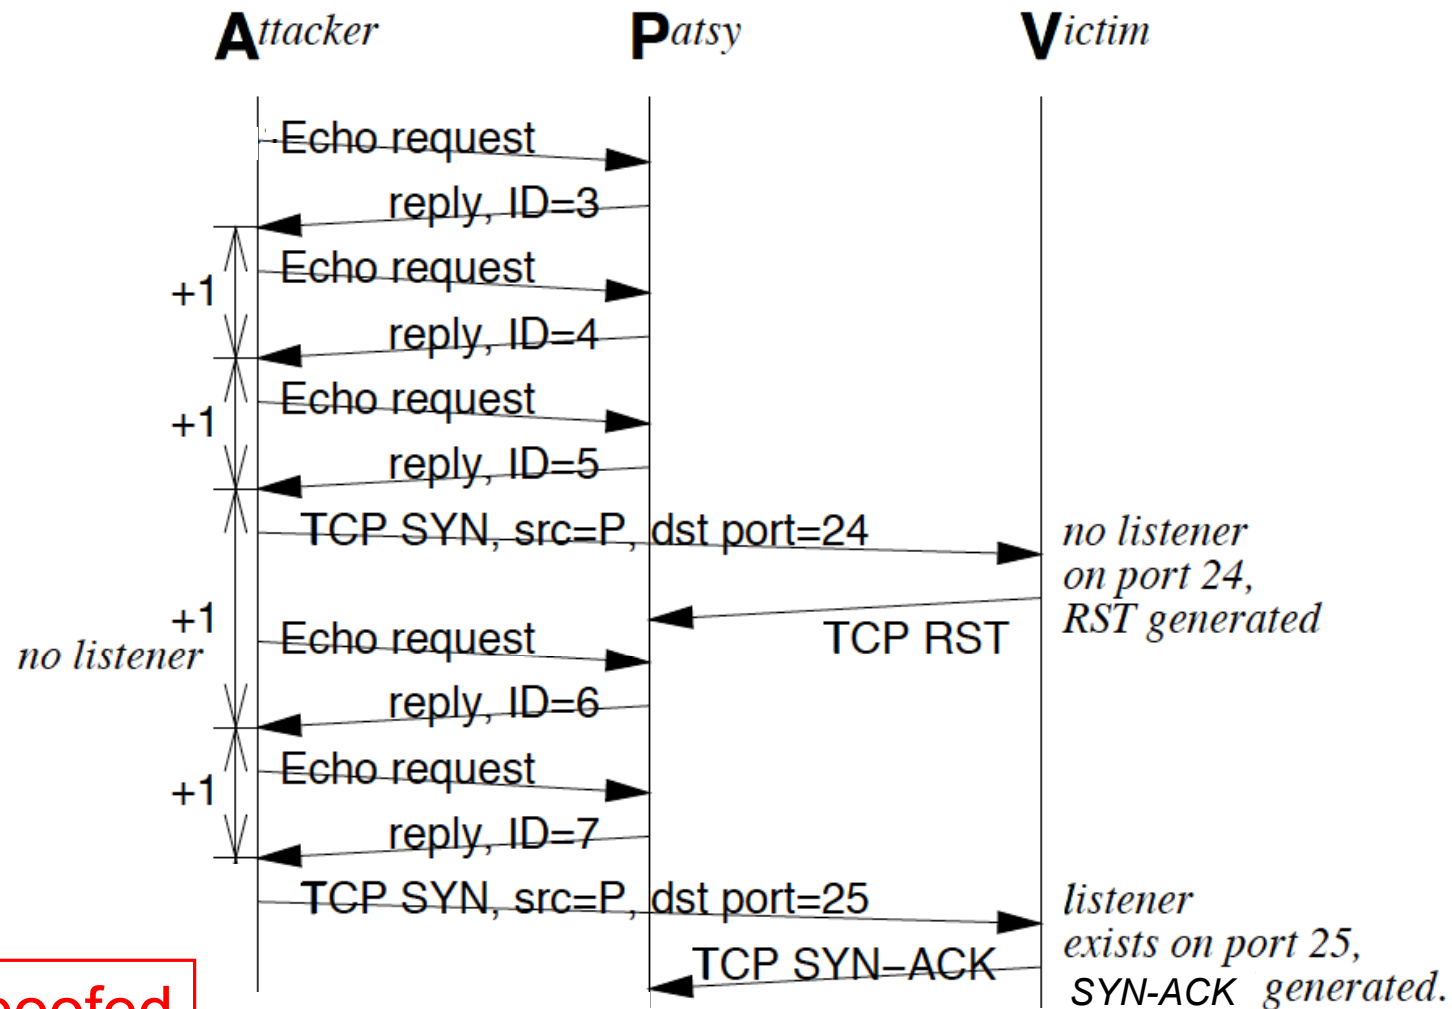 Attacker Patsy Victim
Echo request
reply, ID=3
+1
Echo request
reply, ID=4
+1
Echo request
reply, ID=5
TCP SYN, src=P, dst port=24
no listener
on port 24,
RST generated
TCP RST
+1
no listener
Echo request
reply, ID=6
+1
Echo request
reply, ID=7
TCP SYN, src=P, dst port=25
listener
exists on port 25,
SYN-ACK generated.
TCP SYN–ACK